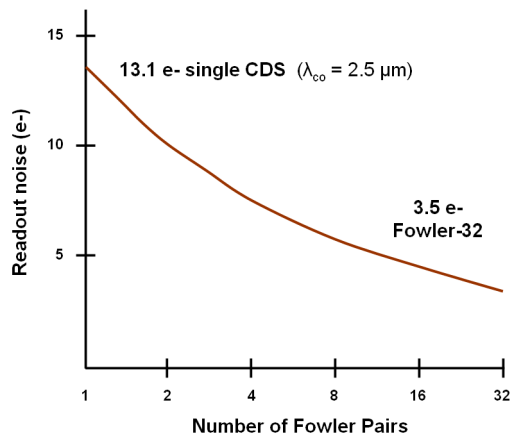 15
13.1 e- single CDS (λco = 2.5 μm)
10
Readout noise (e-)
3.5 e-
Fowler-32
5
1 2 4 8 16 32
Number of Fowler Pairs